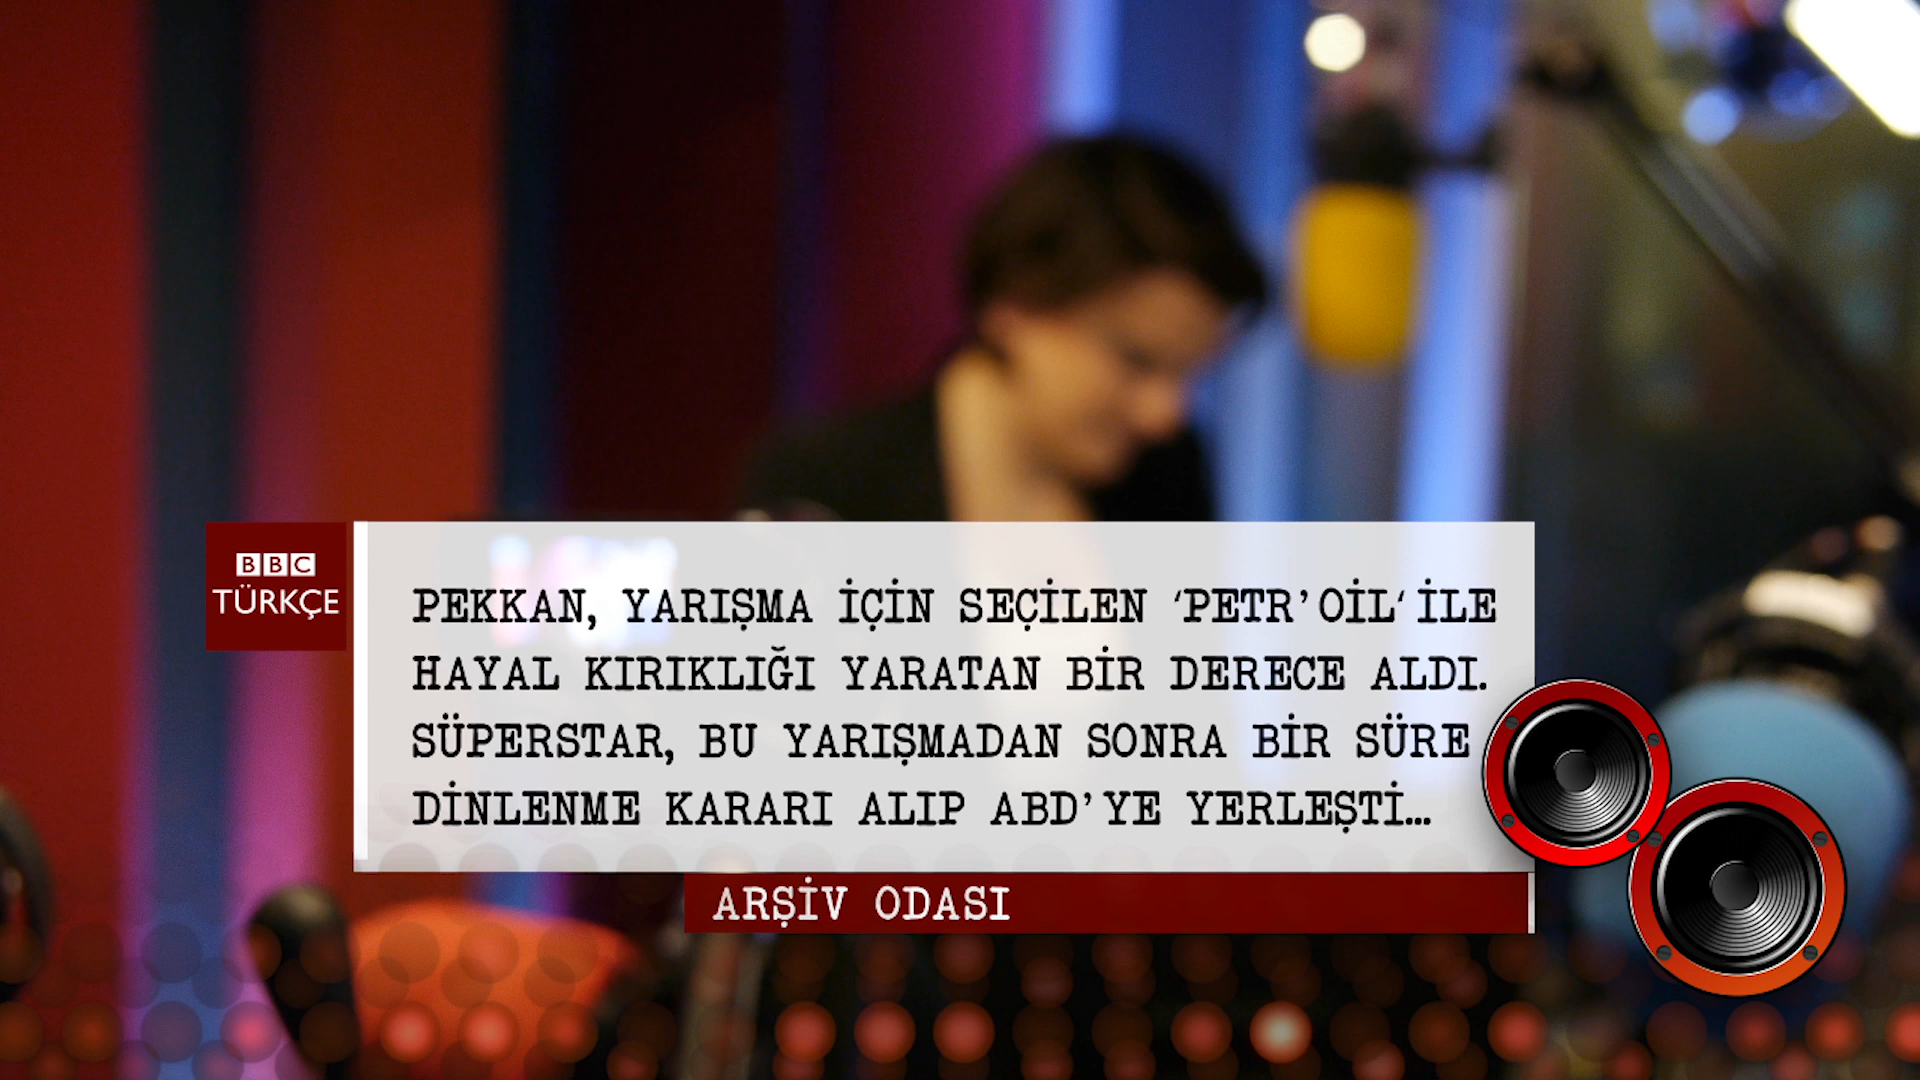 BBC
TÜRKÇE
PEKKAN, YARIŞMA İÇİN SEÇİLEN ‘PETR’OİL‘İLE
HAYAL KIRIKLIĞI YARATAN BİR DERECE ALDI.
SÜPERSTAR, BU YARIŞMADAN SONRA BİR SÜRE
DİNLENME KARARI ALIP ABD’YE YERLEŞTİ...
ARŞİV ODASI